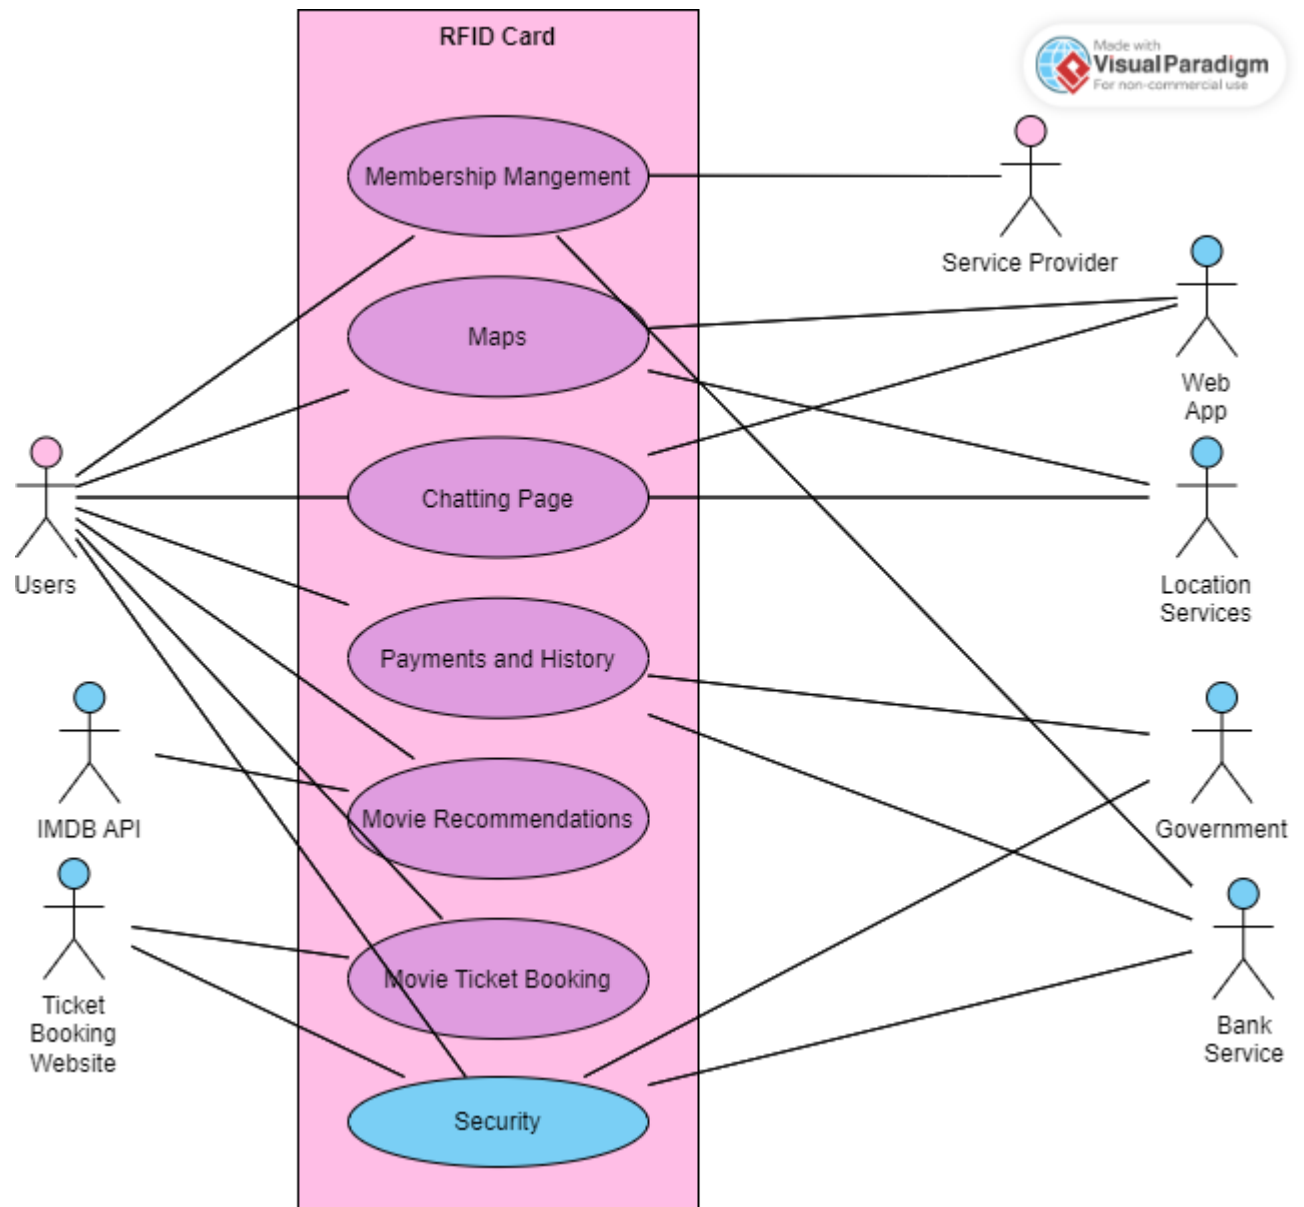 RFID Card
Made with
Visual Paradigm
For non-commercial use
Membership Mangement
Service Provider
Maps
Web
App
Chatting Page
Users
Location
Services
Payments and History
IMDB API
Movie Recommendations
Government
Movie Ticket Booking
Ticket
Booking
Website
Bank
Service
Security